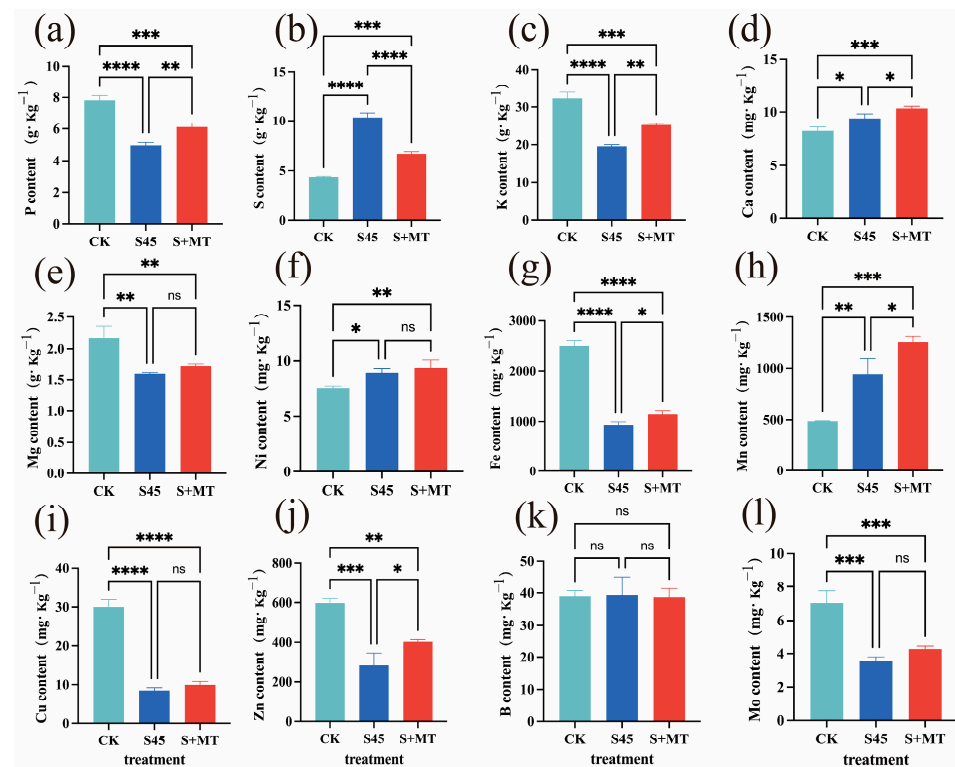 (a)
***
****
**
P content (g· Kg⁻¹)
10
8
6
4
2
0
CK
S45
S+MT
(b)
***
****
****
S content (g· Kg⁻¹)
15
10
5
0
CK
S45
S+MT
(c)
***
****
**
K content (g· Kg⁻¹)
40
30
20
10
0
CK
S45
S+MT
(d)
***
*
*
Ca content (mg· Kg⁻¹)
15
10
5
0
CK
S45
S+MT
(e)
**
**
ns
Mg content (g· Kg⁻¹)
2.5
2.0
1.5
1.0
0.5
0.0
CK
S45
S+MT
(f)
**
*
ns
Ni content (mg· Kg⁻¹)
15
10
5
0
CK
S45
S+MT
(g)
****
****
*
Fe content (mg· Kg⁻¹)
3000
2000
1000
0
CK
S45
S+MT
(h)
***
**
*
Mn content (mg· Kg⁻¹)
1500
1000
500
0
CK
S45
S+MT
(i)
****
****
ns
Cu content (mg· Kg⁻¹)
40
30
20
10
0
CK
S45
S+MT
treatment
(j)
**
***
*
Zn content (mg· Kg⁻¹)
800
600
400
200
0
CK
S45
S+MT
treatment
(k)
ns
ns
ns
B content (mg· Kg⁻¹)
50
40
30
20
10
0
CK
S45
S+MT
treatment
(l)
***
***
ns
Mo content (mg· Kg⁻¹)
10
8
6
4
2
0
CK
S45
S+MT
treatment